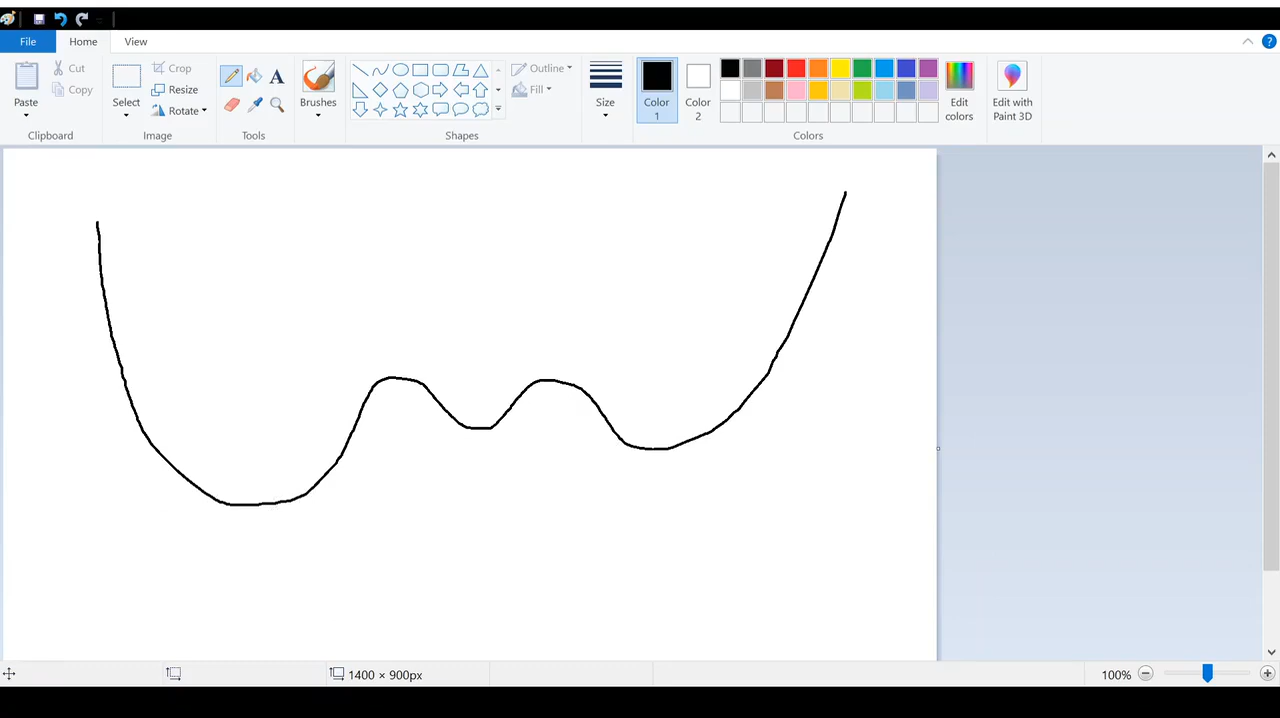 File Home View
Cut Crop Outline
Copy Resize Fill
Paste Select Rotate Brushes Size Color 1 Color 2 Edit colors Edit with Paint 3D
Clipboard Image Tools Shapes Colors
1400 × 900px 100%